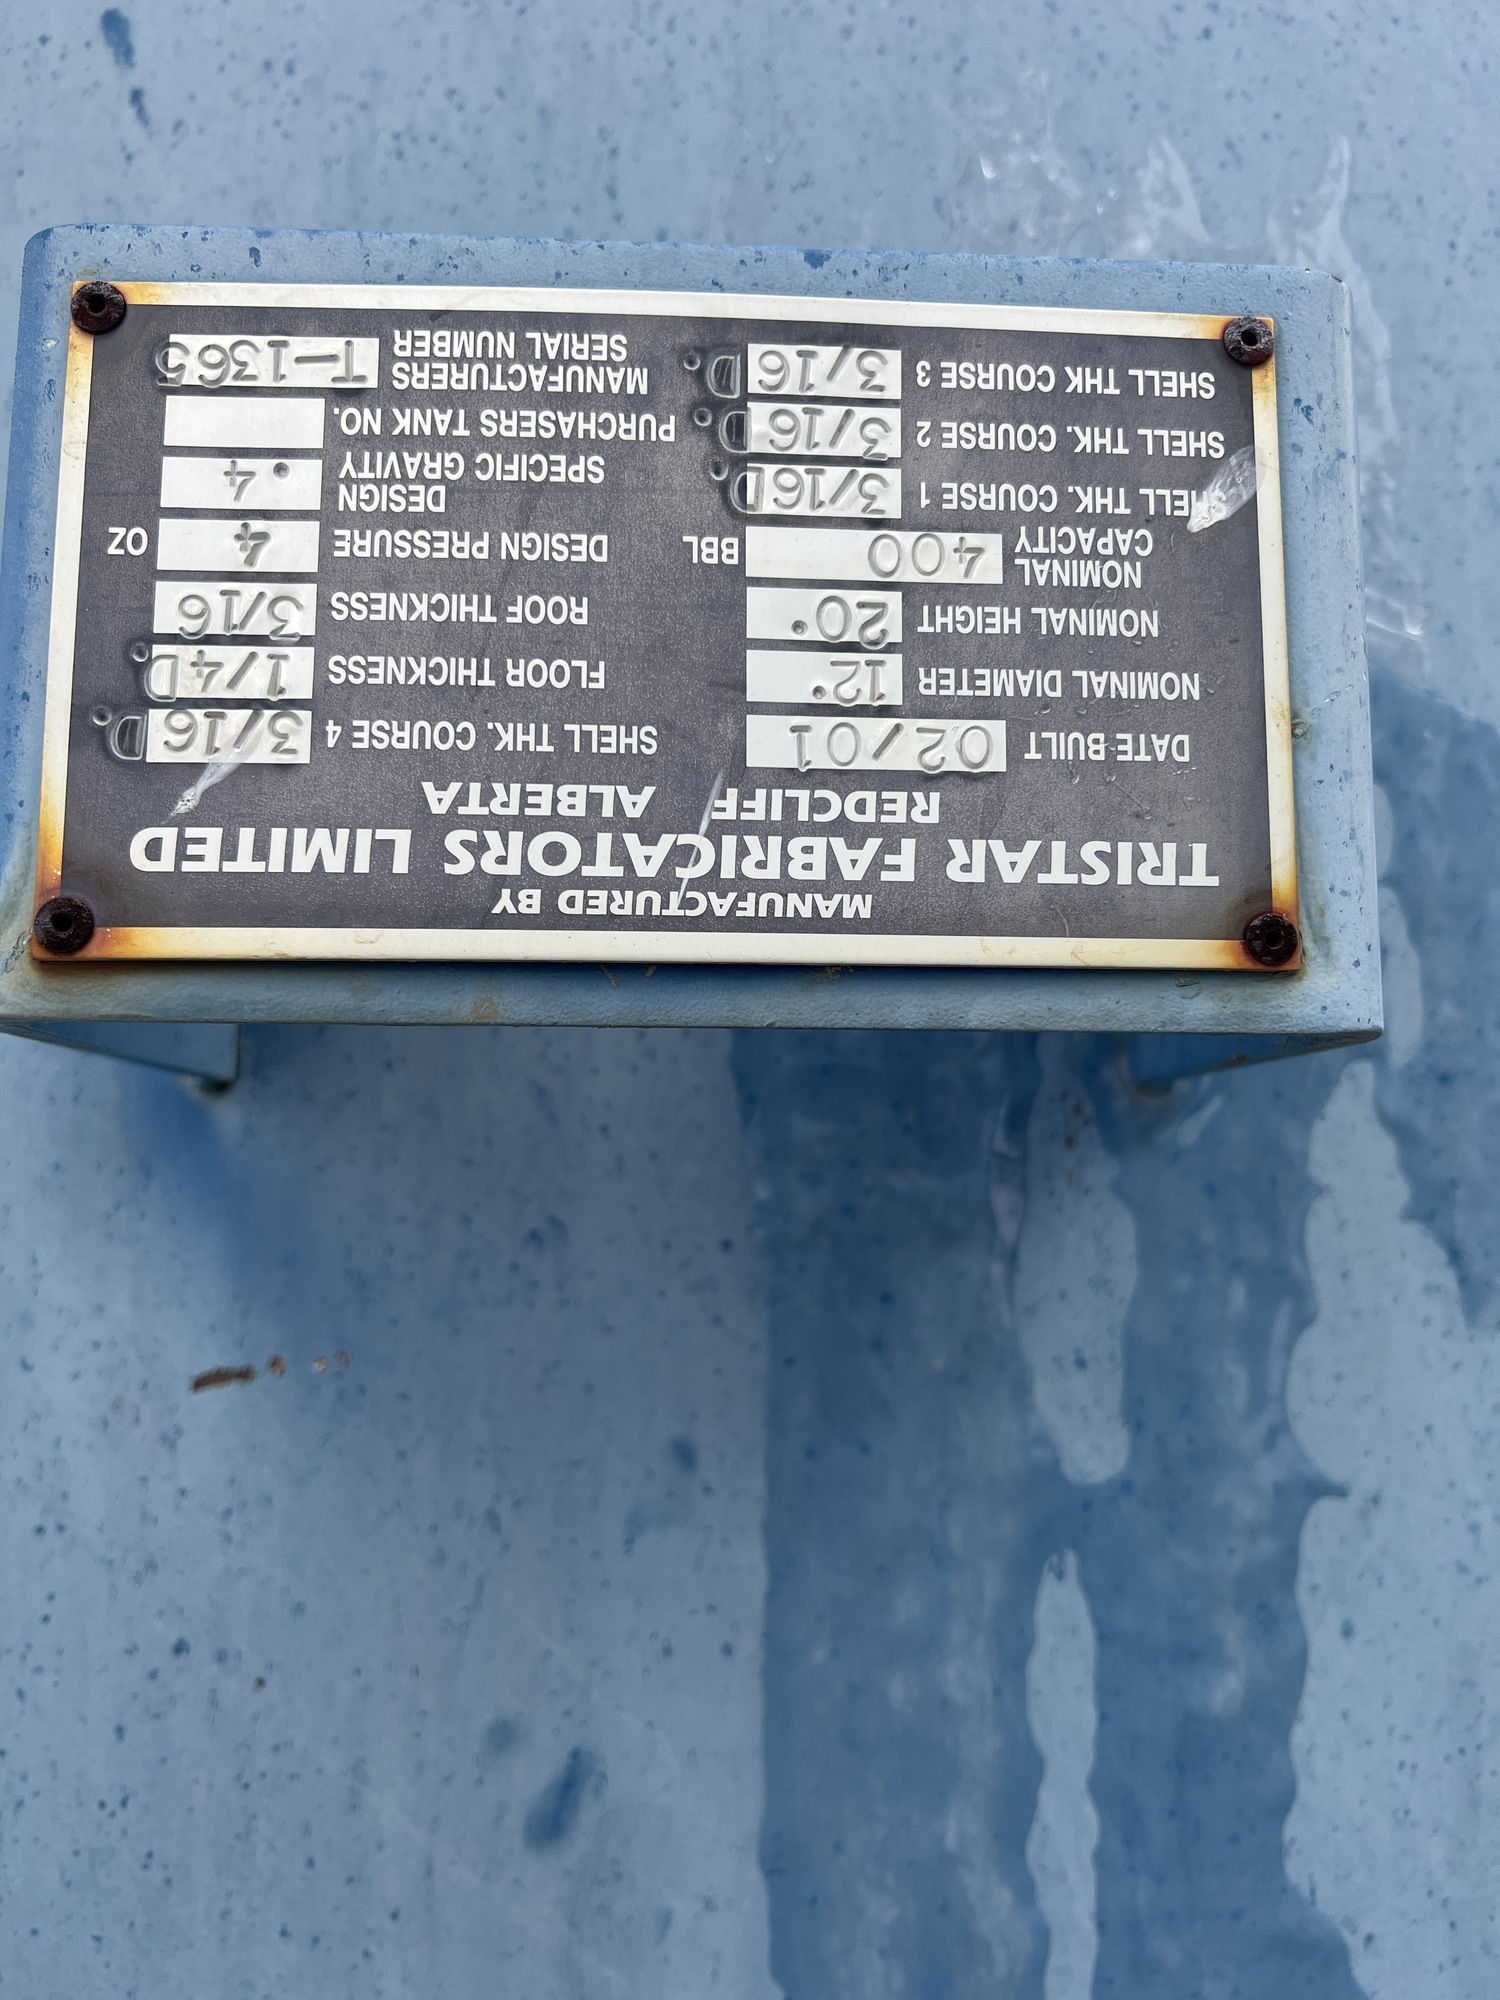 MANUFACTURED BY
TRISTAR FABRICATORS LIMITED
REDCLIFF ALBERTA
DATE BUILT 02/01
NOMINAL DIAMETER 12'
NOMINAL HEIGHT 20'
NOMINAL
CAPACITY 400 BBL
SHELL THK. COURSE 1 3/16D.
SHELL THK. COURSE 2 3/16D.
SHELL THK COURSE 3 3/16D.
SHELL THK. COURSE 4 3/16D.
FLOOR THICKNESS 1/4D.
ROOF THICKNESS 3/16
DESIGN PRESSURE 4 OZ
DESIGN
SPECIFIC GRAVITY .4
PURCHASERS TANK NO.
MANUFACTURERS
SERIAL NUMBER T-1365